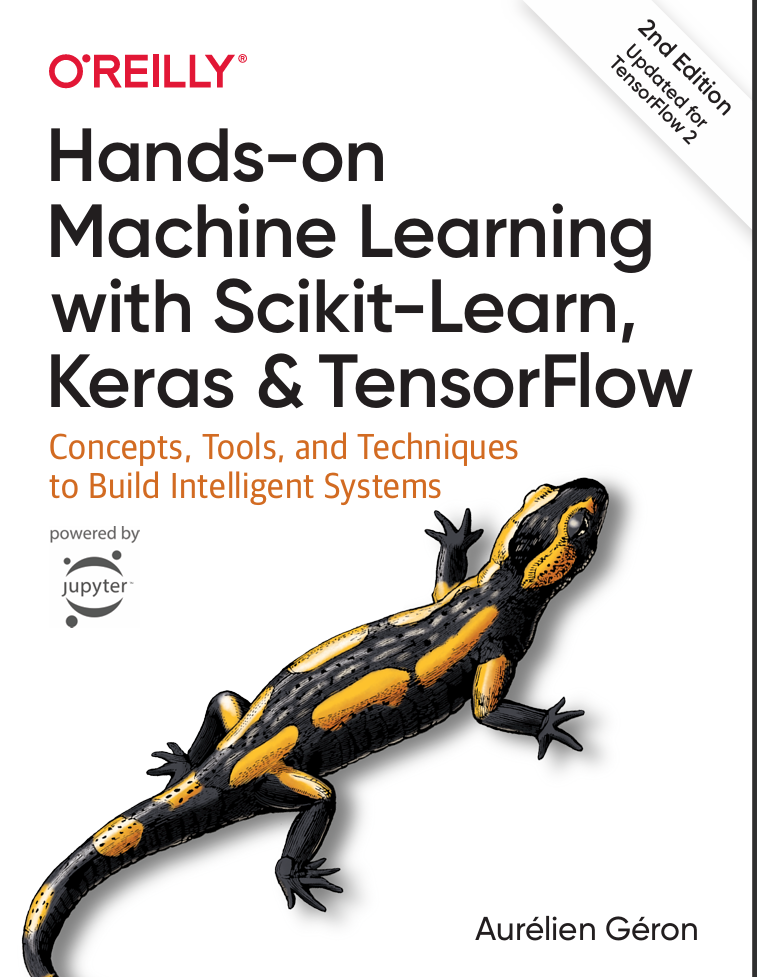 O'REILLY®
2nd Edition
Updated for
TensorFlow 2
Hands-on
Machine Learning
with Scikit-Learn,
Keras & TensorFlow
Concepts, Tools, and Techniques
to Build Intelligent Systems
powered by
jupyter™
Aurélien Géron